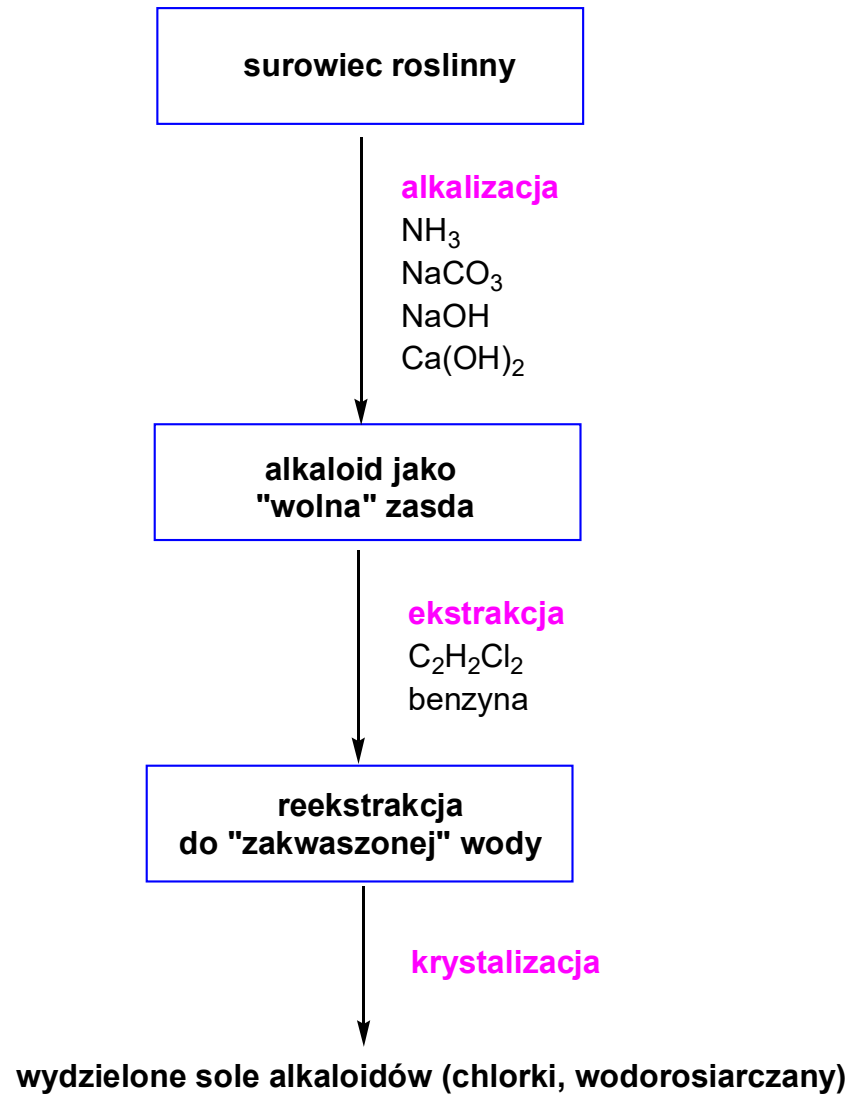 surowiec roslinny
alkalizacja
NH₃
NaCO₃
NaOH
Ca(OH)₂
alkaloid jako
"wolna" zasda
ekstrakcja
C₂H₂Cl₂
benzyna
reekstrakcja
do "zakwaszonej" wody
krystalizacja
wydzielone sole alkaloidów (chlorki, wodorosiarczany)